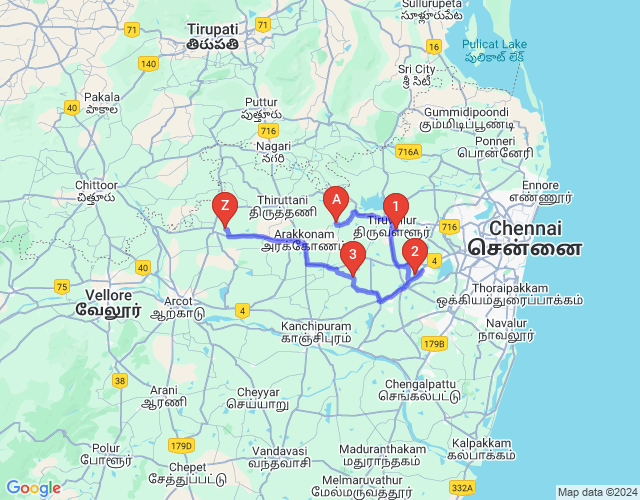 Sullurupeta
సూళ్లూరుపేట
Tirupati
తిరుపతి
71
71
16
Pulicat Lake
పులికాట్ లేక్
140
Sri City
శ్రీ సిటీ
Pakala
పాకాల
40
Puttur
పుత్తూరు
Gummidipoondi
கும்மிடிப்பூண்டி
716
Ponneri
பொன்னேரி
Nagari
నగరి
716A
Chittoor
చిత్తూరు
Ennore
எண்ணூர்
40
Thiruttani
திருத்தணி
Z
A
1
Tiruvallur
திருவள்ளூர்
716
Chennai
சென்னை
Arakkonam
அரக்கோணம்
2
3
4
75
Vellore
வேலூர்
Thoraipakkam
ஒக்கியம்துரைப்பாக்கம்
Arcot
ஆற்காடு
4
Kanchipuram
காஞ்சிபுரம்
Navalur
நாவலூர்
179B
38
Arani
ஆரணி
Cheyyar
செய்யாறு
Chengalpattu
செங்கல்பட்டு
Polur
போளூர்
179D
Vandavasi
வந்தவாசி
Maduranthakam
மதுராந்தகம்
Kalpakkam
கல்பாக்கம்
Chepet
சேத்துப்பட்டு
Melmaruvathur
மேல்மருவத்தூர்
332A
Google
Map data ©2024